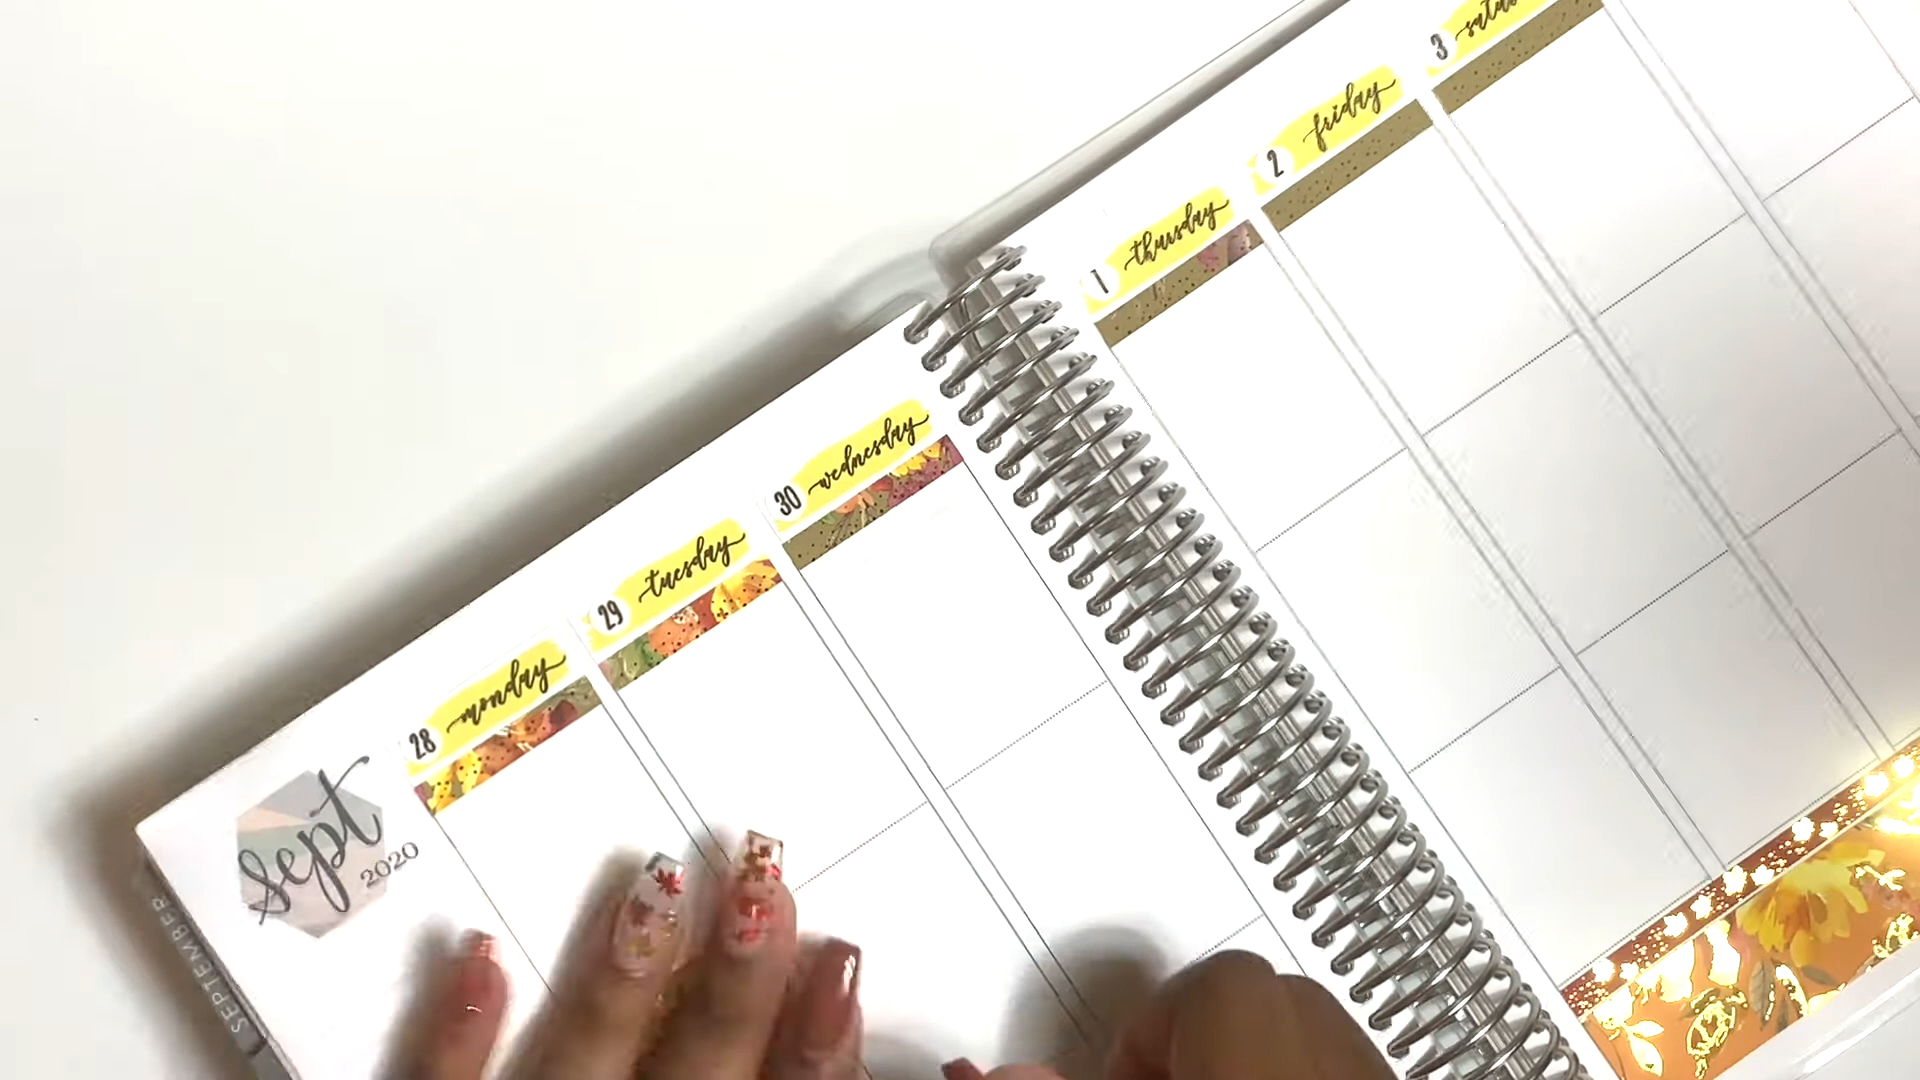 SEPTEMBER
sept
2020
28 monday
29 tuesday
30 wednesday
1 thursday
2 friday
3